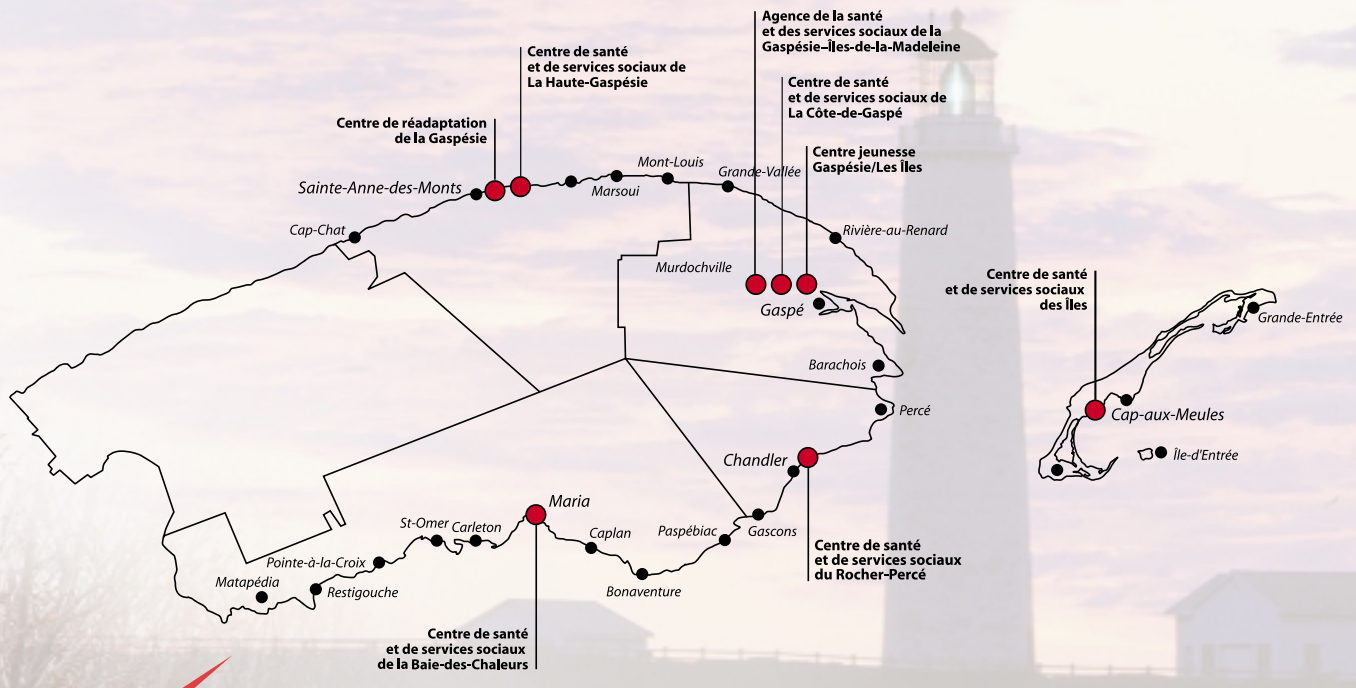 Agence de la santé
et des services sociaux de la
Gaspésie–Îles-de-la-Madeleine
Centre de santé
et de services sociaux de
La Haute-Gaspésie
Centre de santé
et de services sociaux de
La Côte-de-Gaspé
Centre de réadaptation
de la Gaspésie
Centre jeunesse
Gaspésie/Les Îles
Mont-Louis
Grande-Vallée
Sainte-Anne-des-Monts
Marsoui
Cap-Chat
Rivière-au-Renard
Murdochville
Gaspé
Centre de santé
et de services sociaux
des Îles
Grande-Entrée
Barachois
Percé
Cap-aux-Meules
Île-d'Entrée
Chandler
Maria
St-Omer
Carleton
Caplan
Paspébiac
Gascons
Pointe-à-la-Croix
Matapédia
Restigouche
Bonaventure
Centre de santé
et de services sociaux
du Rocher-Percé
Centre de santé
et de services sociaux
de la Baie-des-Chaleurs